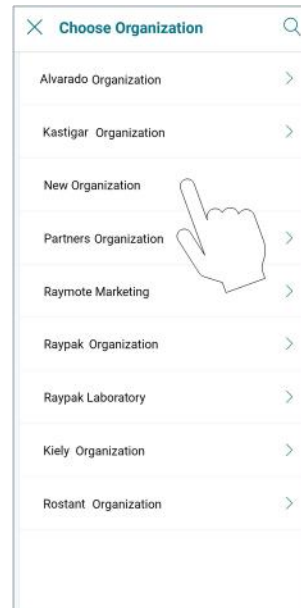 Choose Organization
Alvarado Organization
Kastigar Organization
New Organization
Partners Organization
Raymote Marketing
Raypak Organization
Raypak Laboratory
Kiely Organization
Rostant Organization